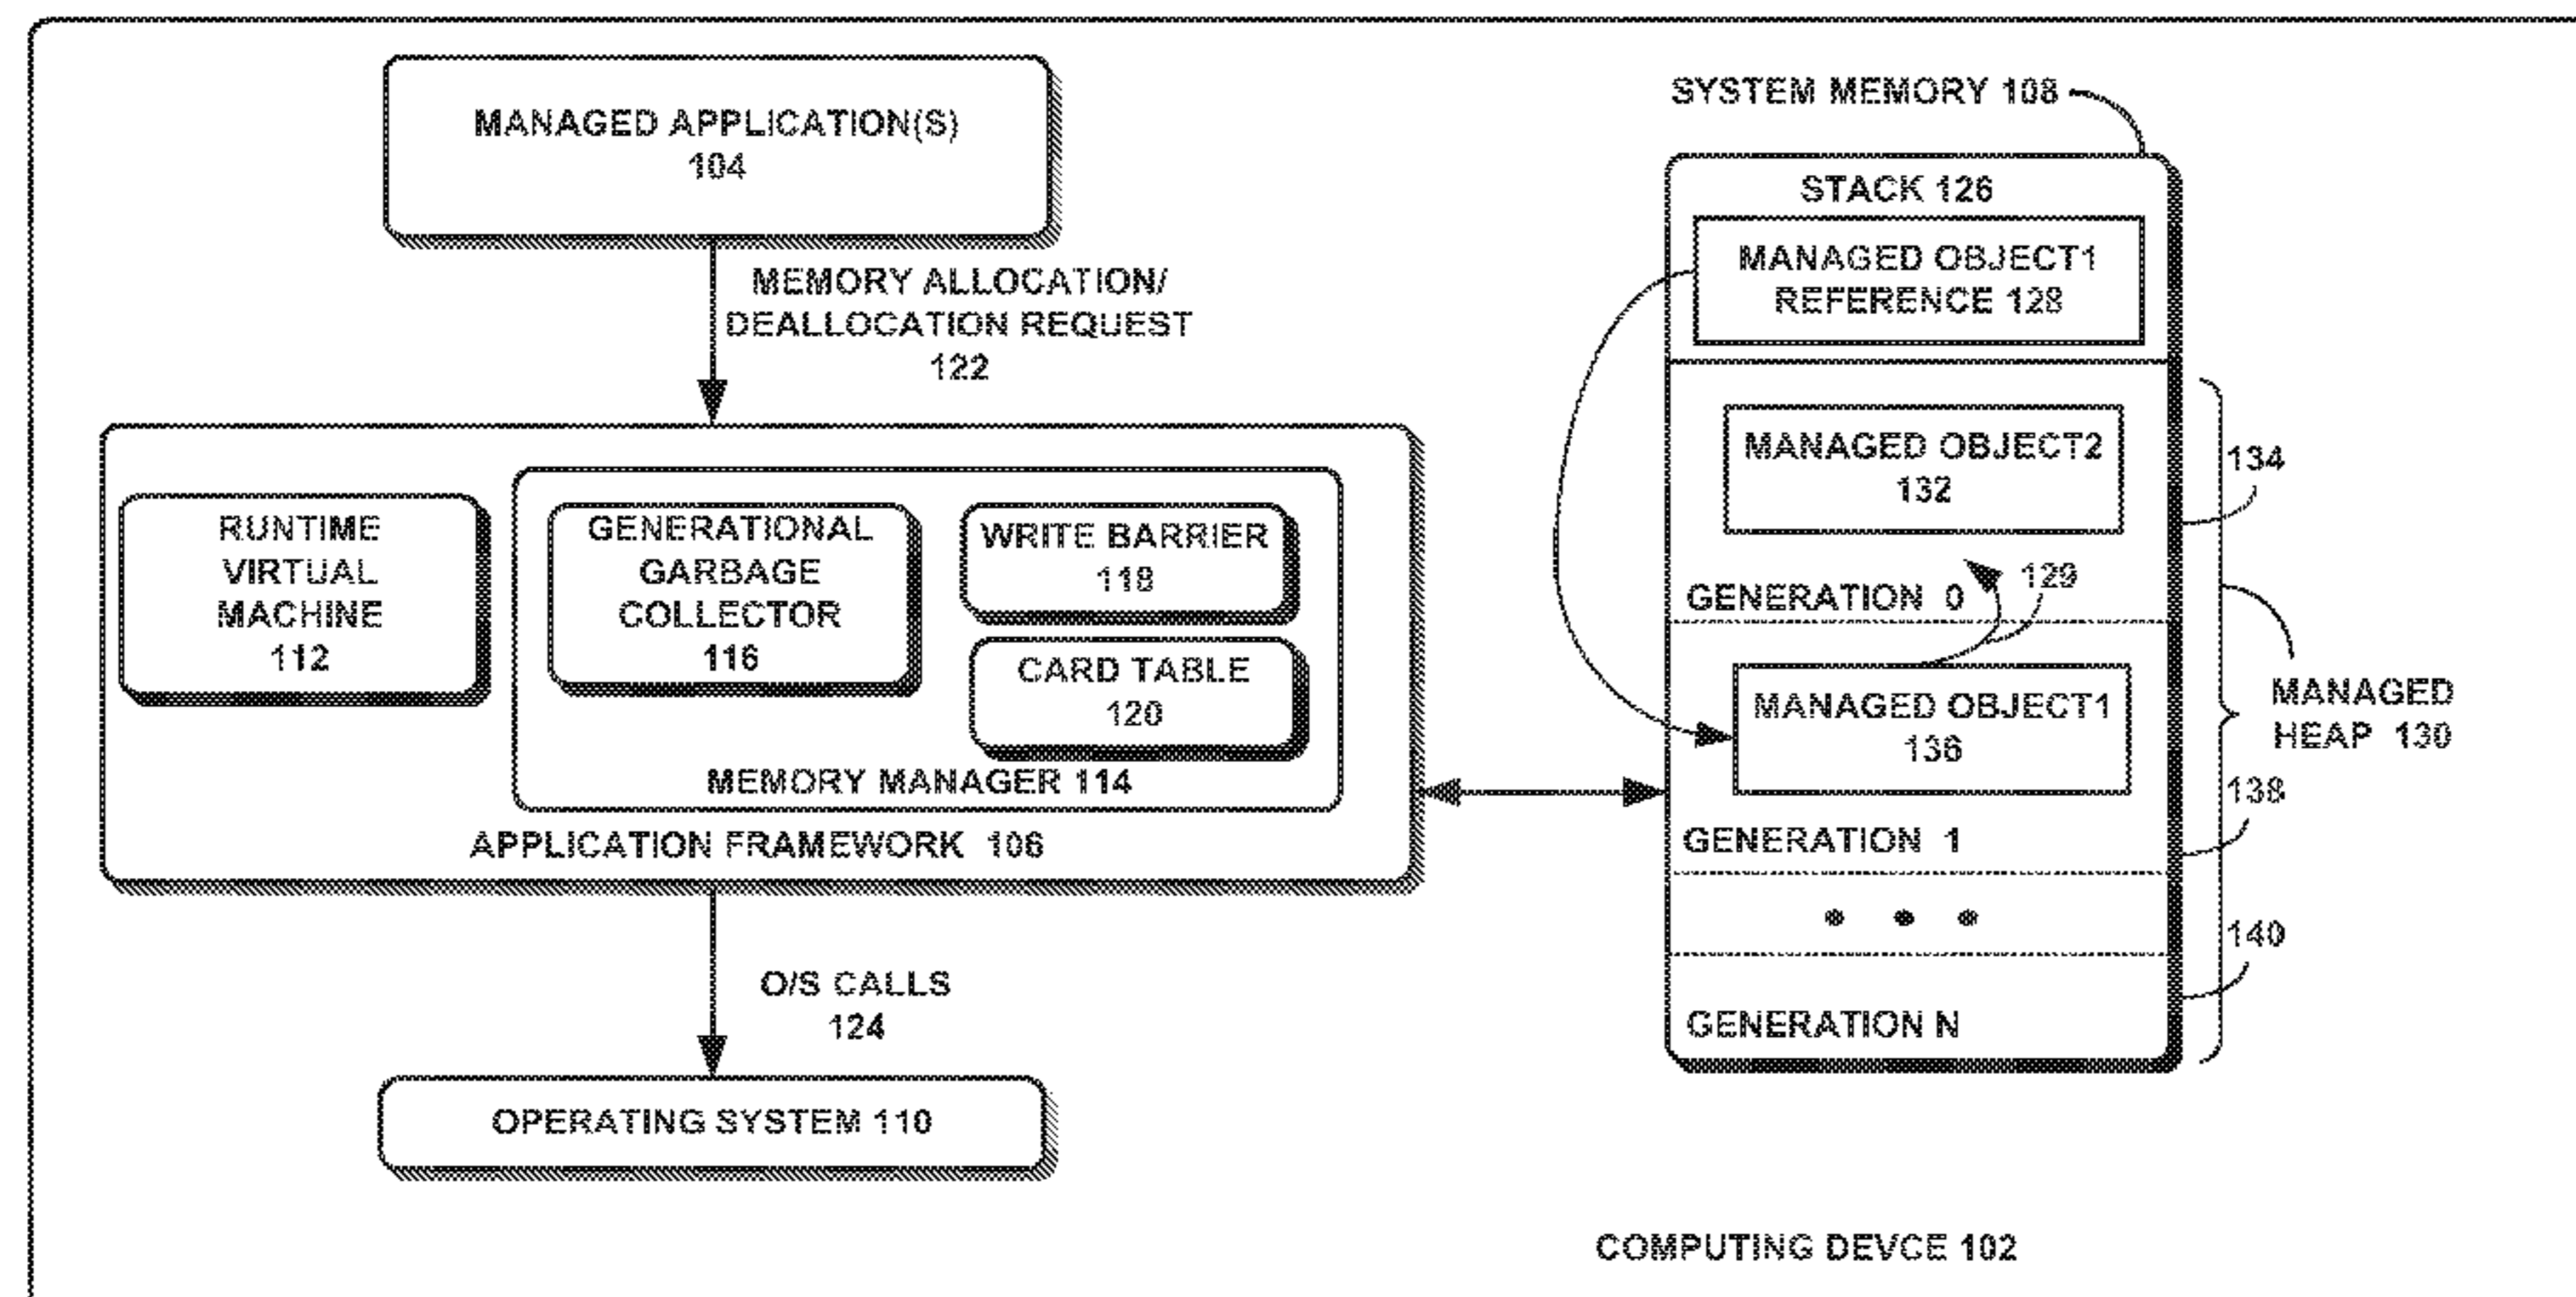 MANAGED APPLICATION(S)
104
MEMORY ALLOCATION/
DEALLOCATION REQUEST
122
RUNTIME
VIRTUAL
MACHINE
112
GENERATIONAL
GARBAGE
COLLECTOR
116
WRITE BARRIER
118
CARD TABLE
120
MEMORY MANAGER 114
APPLICATION FRAMEWORK 106
O/S CALLS
124
OPERATING SYSTEM 110
SYSTEM MEMORY 108
STACK 126
MANAGED OBJECT1
REFERENCE 128
MANAGED OBJECT2
132
134
129
GENERATION 0
MANAGED OBJECT1
136
MANAGED
HEAP 130
138
GENERATION 1
• • •
140
GENERATION N
COMPUTING DEVCE 102